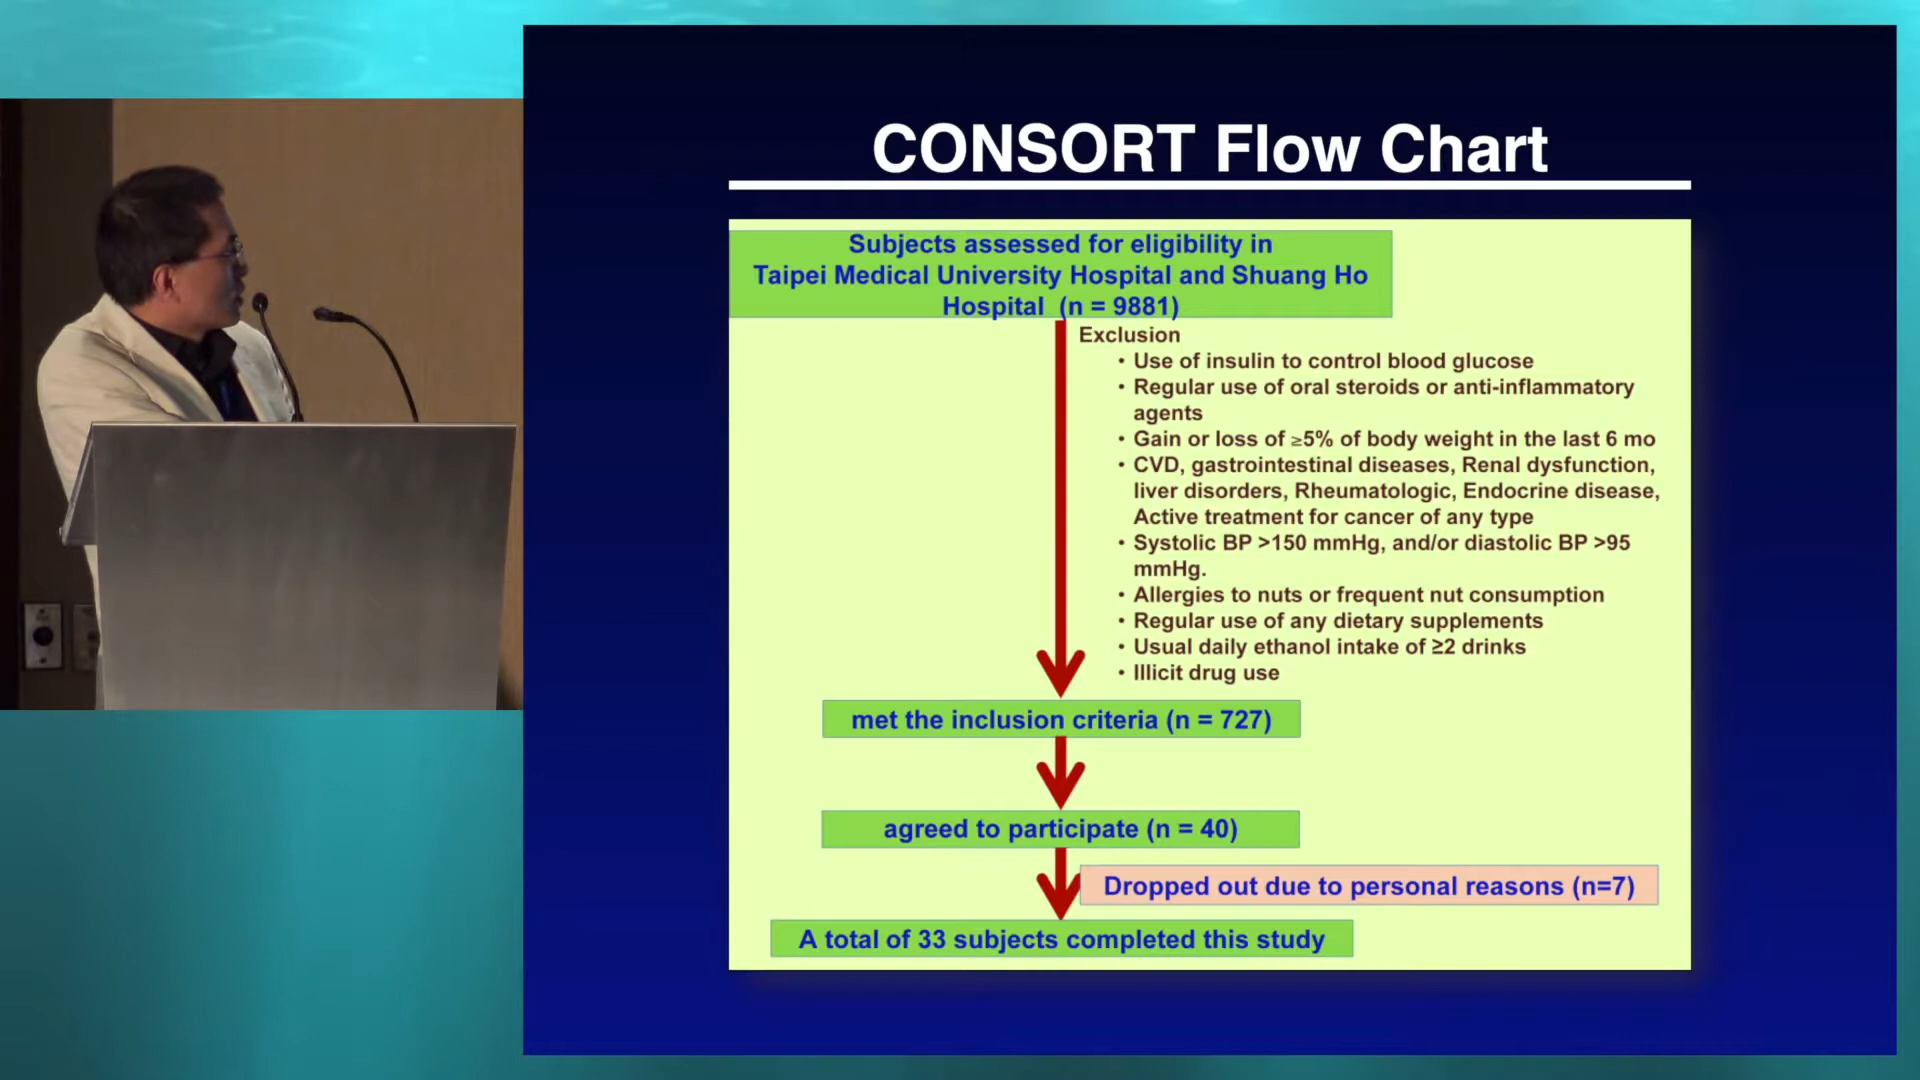 CONSORT Flow Chart
Subjects assessed for eligibility in
Taipei Medical University Hospital and Shuang Ho
Hospital (n = 9881)
Exclusion
• Use of insulin to control blood glucose
• Regular use of oral steroids or anti-inflammatory
agents
• Gain or loss of ≥5% of body weight in the last 6 mo
• CVD, gastrointestinal diseases, Renal dysfunction,
liver disorders, Rheumatologic, Endocrine disease,
Active treatment for cancer of any type
• Systolic BP >150 mmHg, and/or diastolic BP >95
mmHg.
• Allergies to nuts or frequent nut consumption
• Regular use of any dietary supplements
• Usual daily ethanol intake of ≥2 drinks
• Illicit drug use
met the inclusion criteria (n = 727)
agreed to participate (n = 40)
Dropped out due to personal reasons (n=7)
A total of 33 subjects completed this study